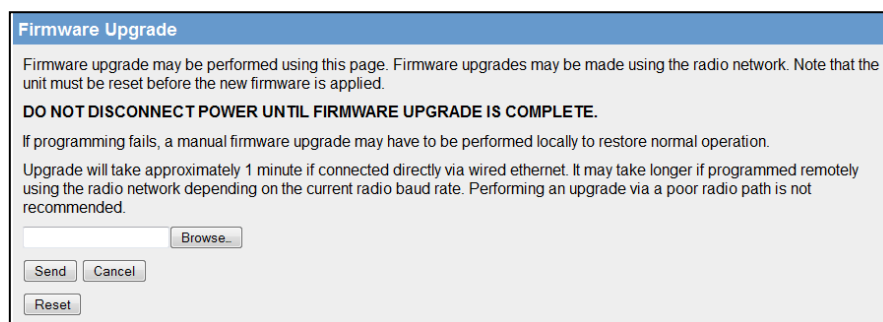 Firmware Upgrade
Firmware upgrade may be performed using this page. Firmware upgrades may be made using the radio network. Note that the
unit must be reset before the new firmware is applied.
DO NOT DISCONNECT POWER UNTIL FIRMWARE UPGRADE IS COMPLETE.
If programming fails, a manual firmware upgrade may have to be performed locally to restore normal operation.
Upgrade will take approximately 1 minute if connected directly via wired ethernet. It may take longer if programmed remotely
using the radio network depending on the current radio baud rate. Performing an upgrade via a poor radio path is not
recommended.
Browse...
Send Cancel
Reset